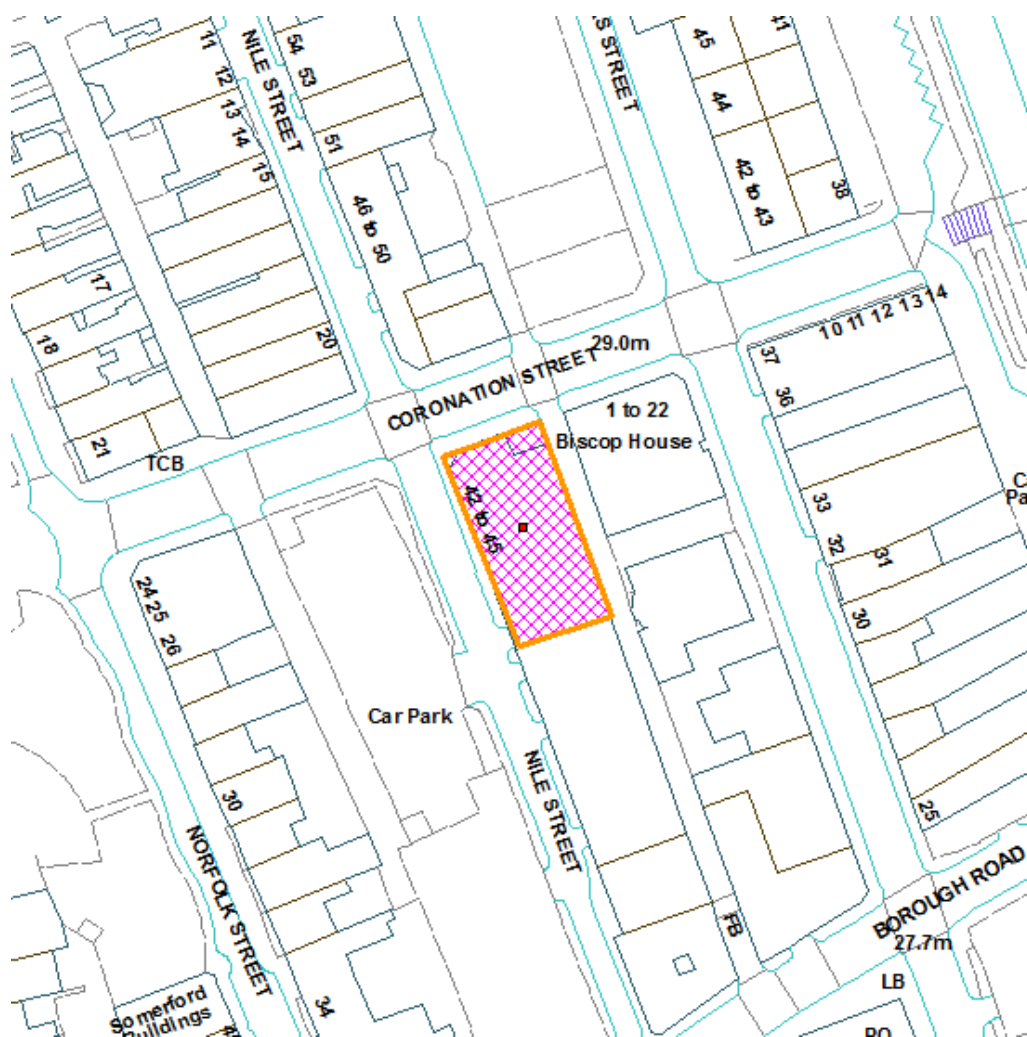 11
12
13
14
15
NILE STREET
54
53
51
46 to 50
S STREET
45
44
41
42 to 43
38
17
18
20
21
TCB
CORONATION STREET
29.0m
1 to 22
Biscop House
10 11 12 13 14
37
36
33
32
31
30
25
42 to 45
24
25
26
30
34
Car Park
NILE STREET
NORFOLK STREET
Somerford
BOROUGH ROAD
27.7m
FB
LB
PO